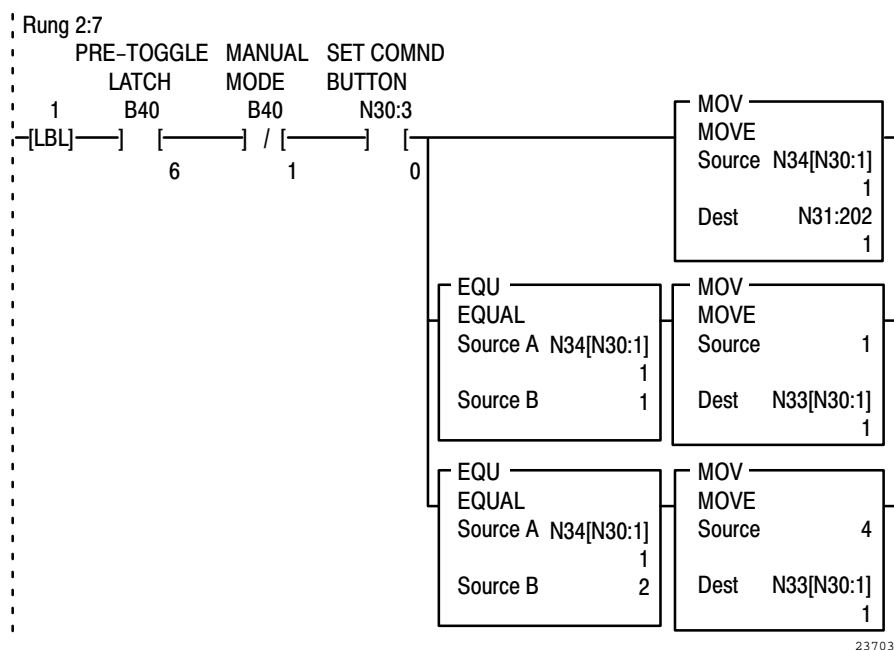 Rung 2:7
PRE-TOGGLE MANUAL SET COMND
LATCH MODE BUTTON
1 B40 B40 N30:3
[LBL] ] [ ] / [ ] [
6 1 0
MOV
MOVE
Source N34[N30:1]
1
Dest N31:202
1
EQU
EQUAL
Source A N34[N30:1]
1
Source B 1
MOV
MOVE
Source 1
Dest N33[N30:1]
1
EQU
EQUAL
Source A N34[N30:1]
1
Source B 2
MOV
MOVE
Source 4
Dest N33[N30:1]
1
23703